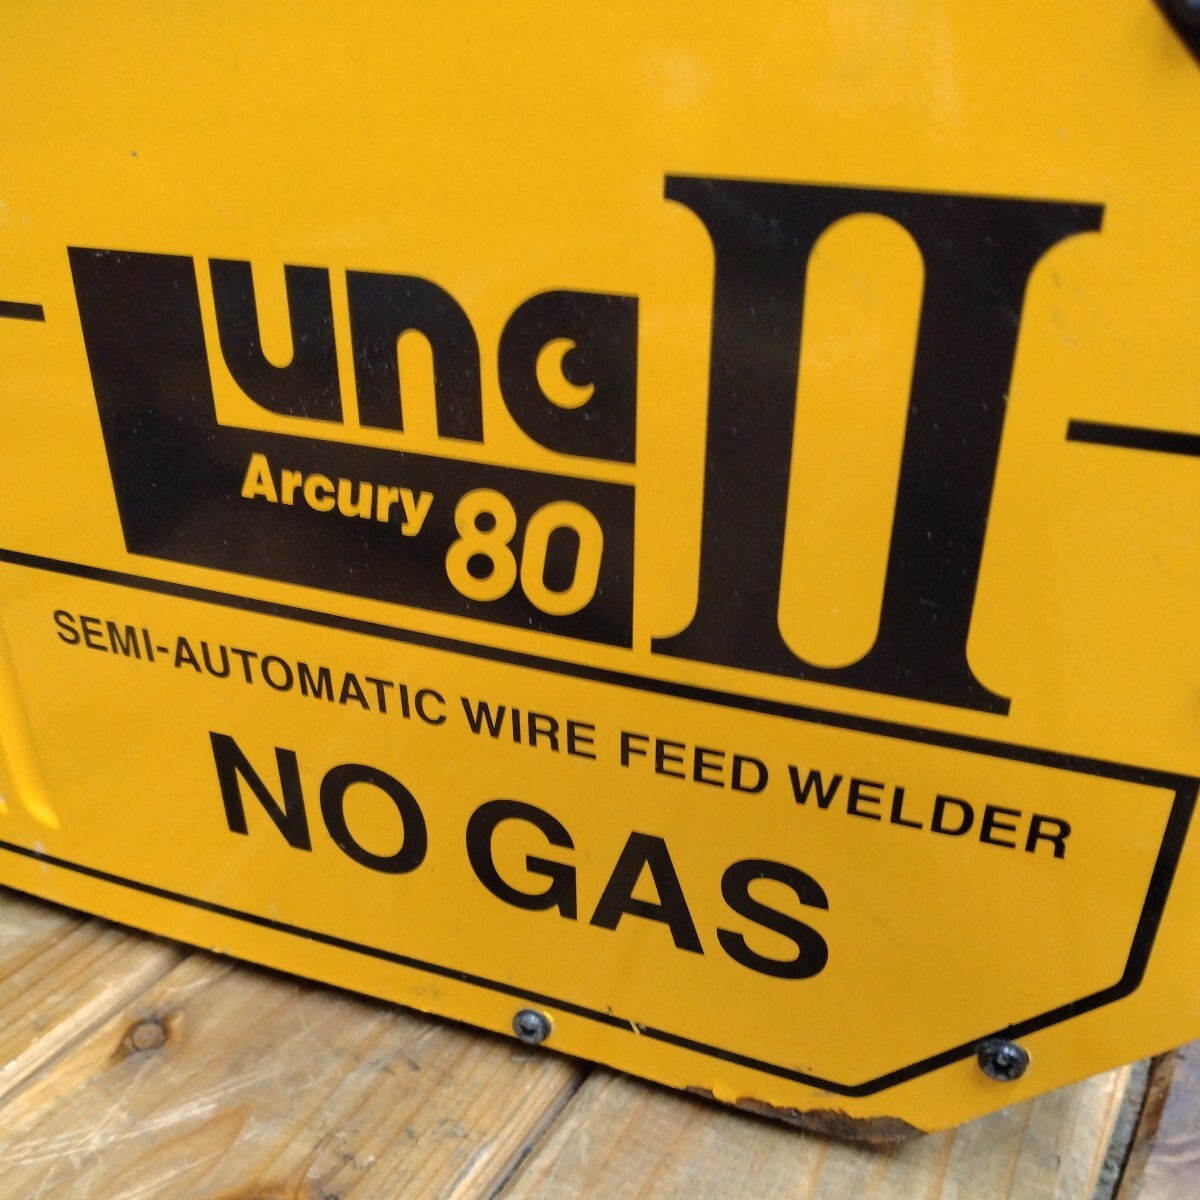 Luna II
Arcury 80
SEMI-AUTOMATIC WIRE FEED WELDER
NO GAS